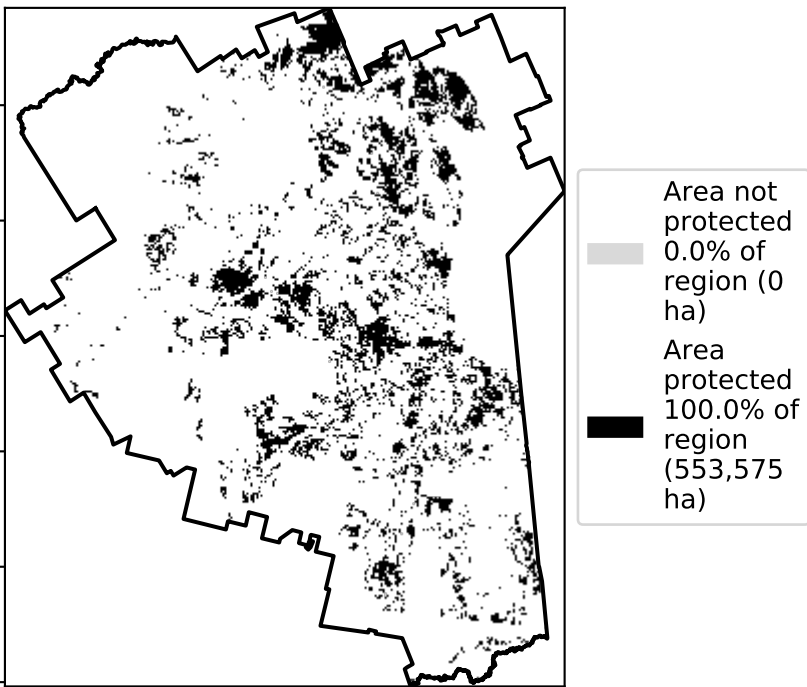 Area not
protected
0.0% of
region (0
ha)
Area
protected
100.0% of
region
(553,575
ha)